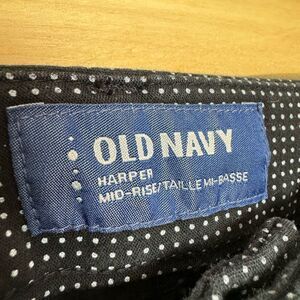 OLD NAVY
HARPER
MID-RISE/TAILLE MI-BASSE